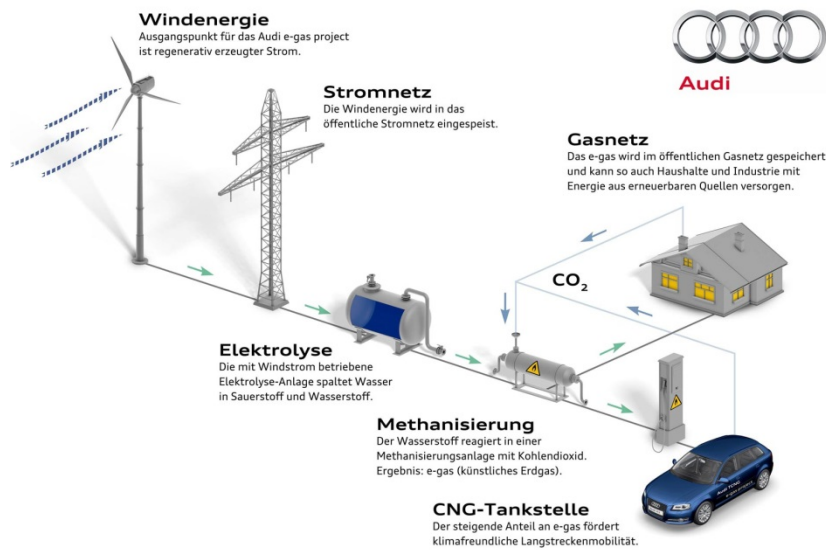 Windenergie
Ausgangspunkt für das Audi e-gas project
ist regenerativ erzeugter Strom.
Audi
Stromnetz
Die Windenergie wird in das
öffentliche Stromnetz eingespeist.
Gasnetz
Das e-gas wird im öffentlichen Gasnetz gespeichert
und kann so auch Haushalte und Industrie mit
Energie aus erneuerbaren Quellen versorgen.
CO₂
Elektrolyse
Die mit Windstrom betriebene
Elektrolyse-Anlage spaltet Wasser
in Sauerstoff und Wasserstoff.
Methanisierung
Der Wasserstoff reagiert in einer
Methanisierungsanlage mit Kohlendioxid.
Ergebnis: e-gas (künstliches Erdgas).
CNG-Tankstelle
Der steigende Anteil an e-gas fördert
klimafreundliche Langstreckenmobilität.
Audi TCNG
e-gas project